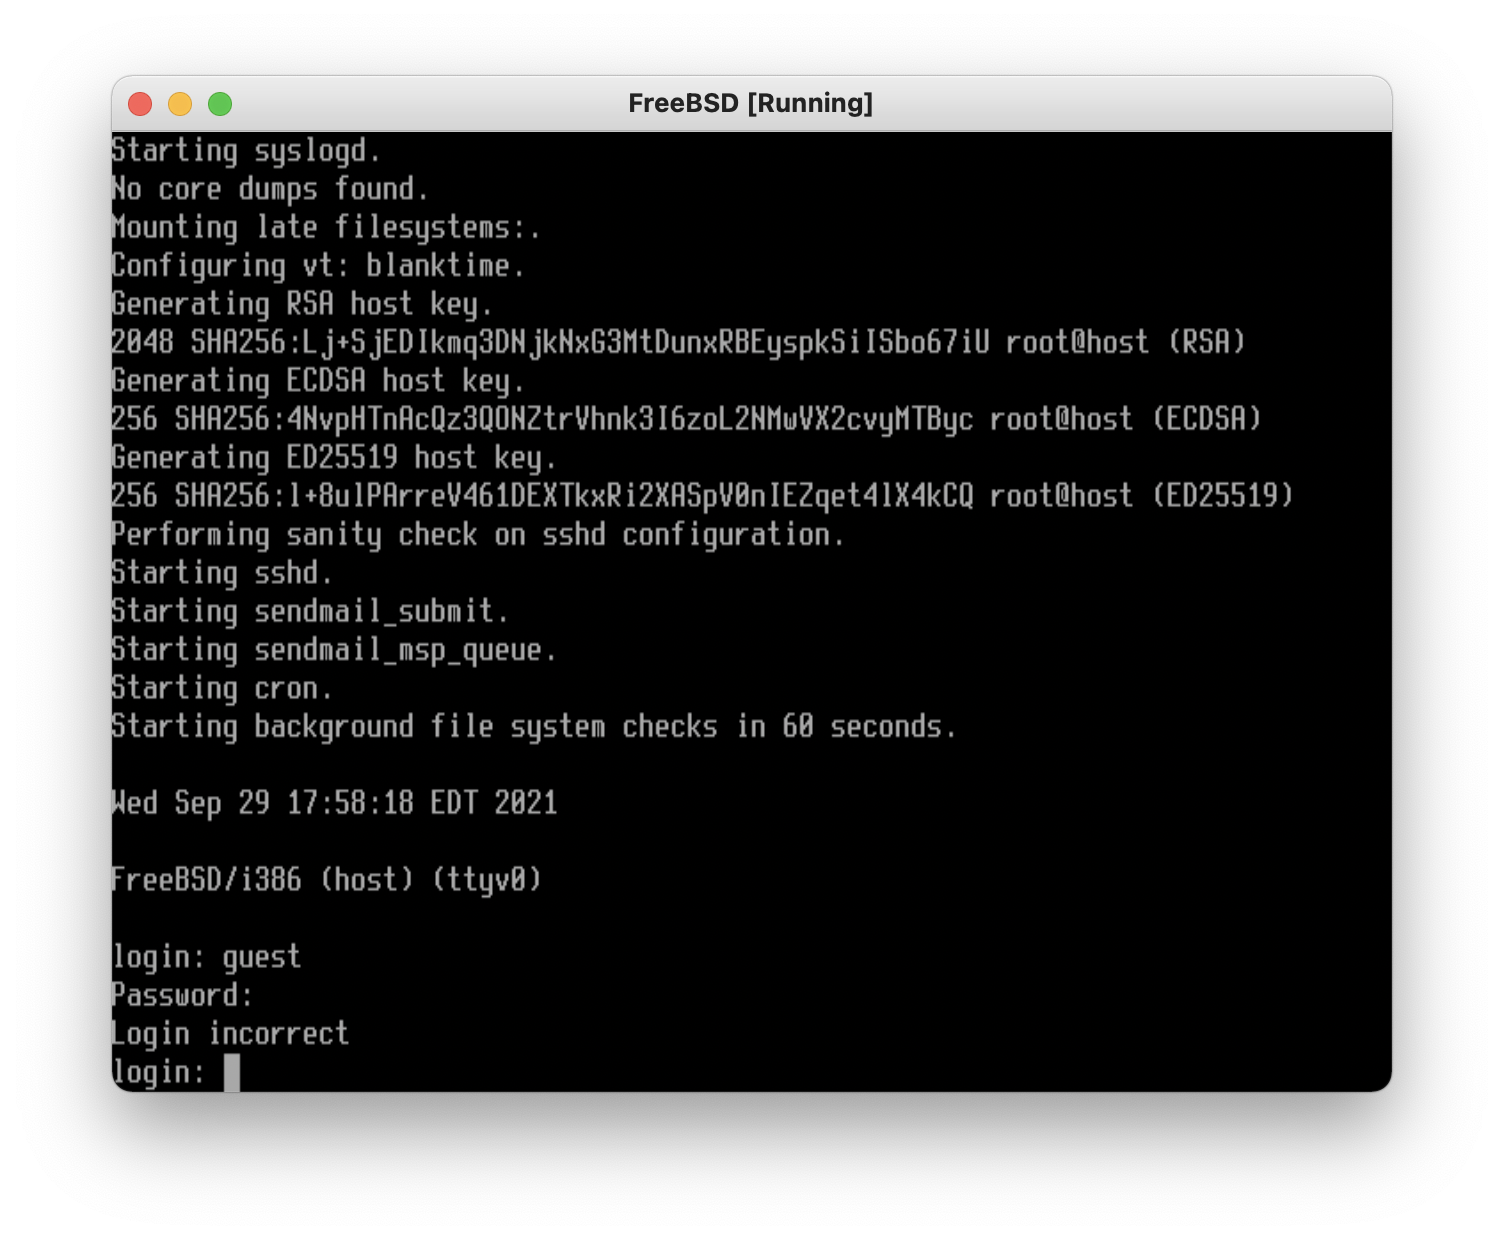 FreeBSD [Running]
Starting syslogd.
No core dumps found.
Mounting late filesystems:.
Configuring vt: blanktime.
Generating RSA host key.
2048 SHA256:Lj+SjEDIkmq3DNjkNxG3MtDunxRBEyspkSiISbo67iU root@host (RSA)
Generating ECDSA host key.
256 SHA256:4NvpHTnAcQz3QONZtrVhnk3I6zoL2NMwVX2cvyMTByc root@host (ECDSA)
Generating ED25519 host key.
256 SHA256:l+8ulPArreV461DEXTkxRi2XASpV0nIEZqet4lX4kCQ root@host (ED25519)
Performing sanity check on sshd configuration.
Starting sshd.
Starting sendmail_submit.
Starting sendmail_msp_queue.
Starting cron.
Starting background file system checks in 60 seconds.
Wed Sep 29 17:58:18 EDT 2021
FreeBSD/i386 (host) (ttyv0)
login: guest
Password:
Login incorrect
login: